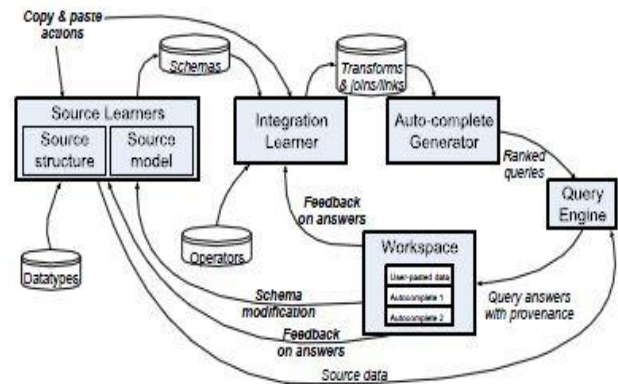 Copy & paste
actions
Schemas
Transforms
& joins/links
Source Learners
Source
structure
Source
model
Integration
Learner
Auto-complete
Generator
Ranked
queries
Query
Engine
Feedback
on answers
Datatypes
Operators
Workspace
User-pasted data
Autocomplete 1
Autocomplete 2
Schema
modification
Query answers
with provenance
Feedback
on answers
Source data